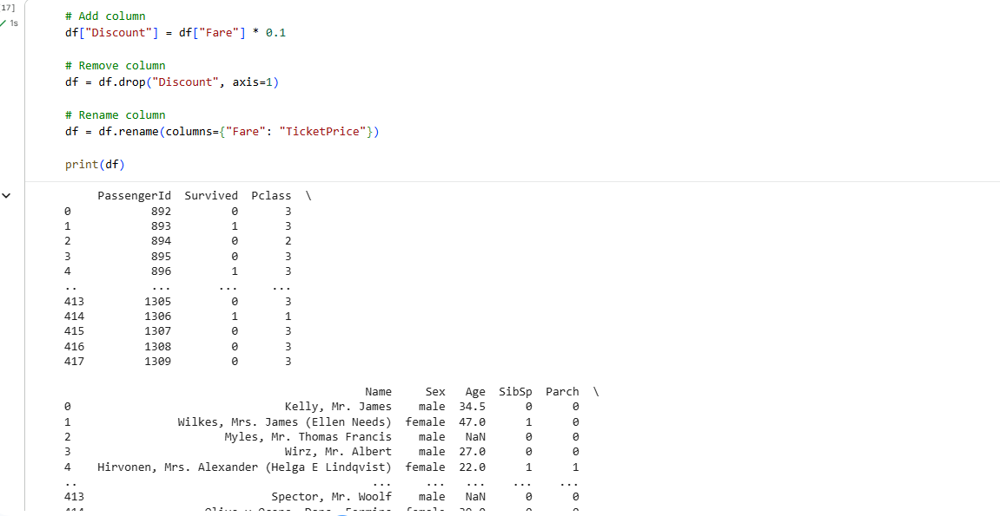 17]
1s
# Add column
df["Discount"] = df["Fare"] * 0.1
# Remove column
df = df.drop("Discount", axis=1)
# Rename column
df = df.rename(columns={"Fare": "TicketPrice"})
print(df)
PassengerId Survived Pclass \
0 892 0 3
1 893 1 3
2 894 0 2
3 895 0 3
4 896 1 3
.. ... ... ...
413 1305 0 3
414 1306 1 1
415 1307 0 3
416 1308 0 3
417 1309 0 3
Name Sex Age SibSp Parch \
0 Kelly, Mr. James male 34.5 0 0
1 Wilkes, Mrs. James (Ellen Needs) female 47.0 1 0
2 Myles, Mr. Thomas Francis male NaN 0 0
3 Wirz, Mr. Albert male 27.0 0 0
4 Hirvonen, Mrs. Alexander (Helga E Lindqvist) female 22.0 1 1
.. ... ... ... ... ...
413 Spector, Mr. Woolf male NaN 0 0